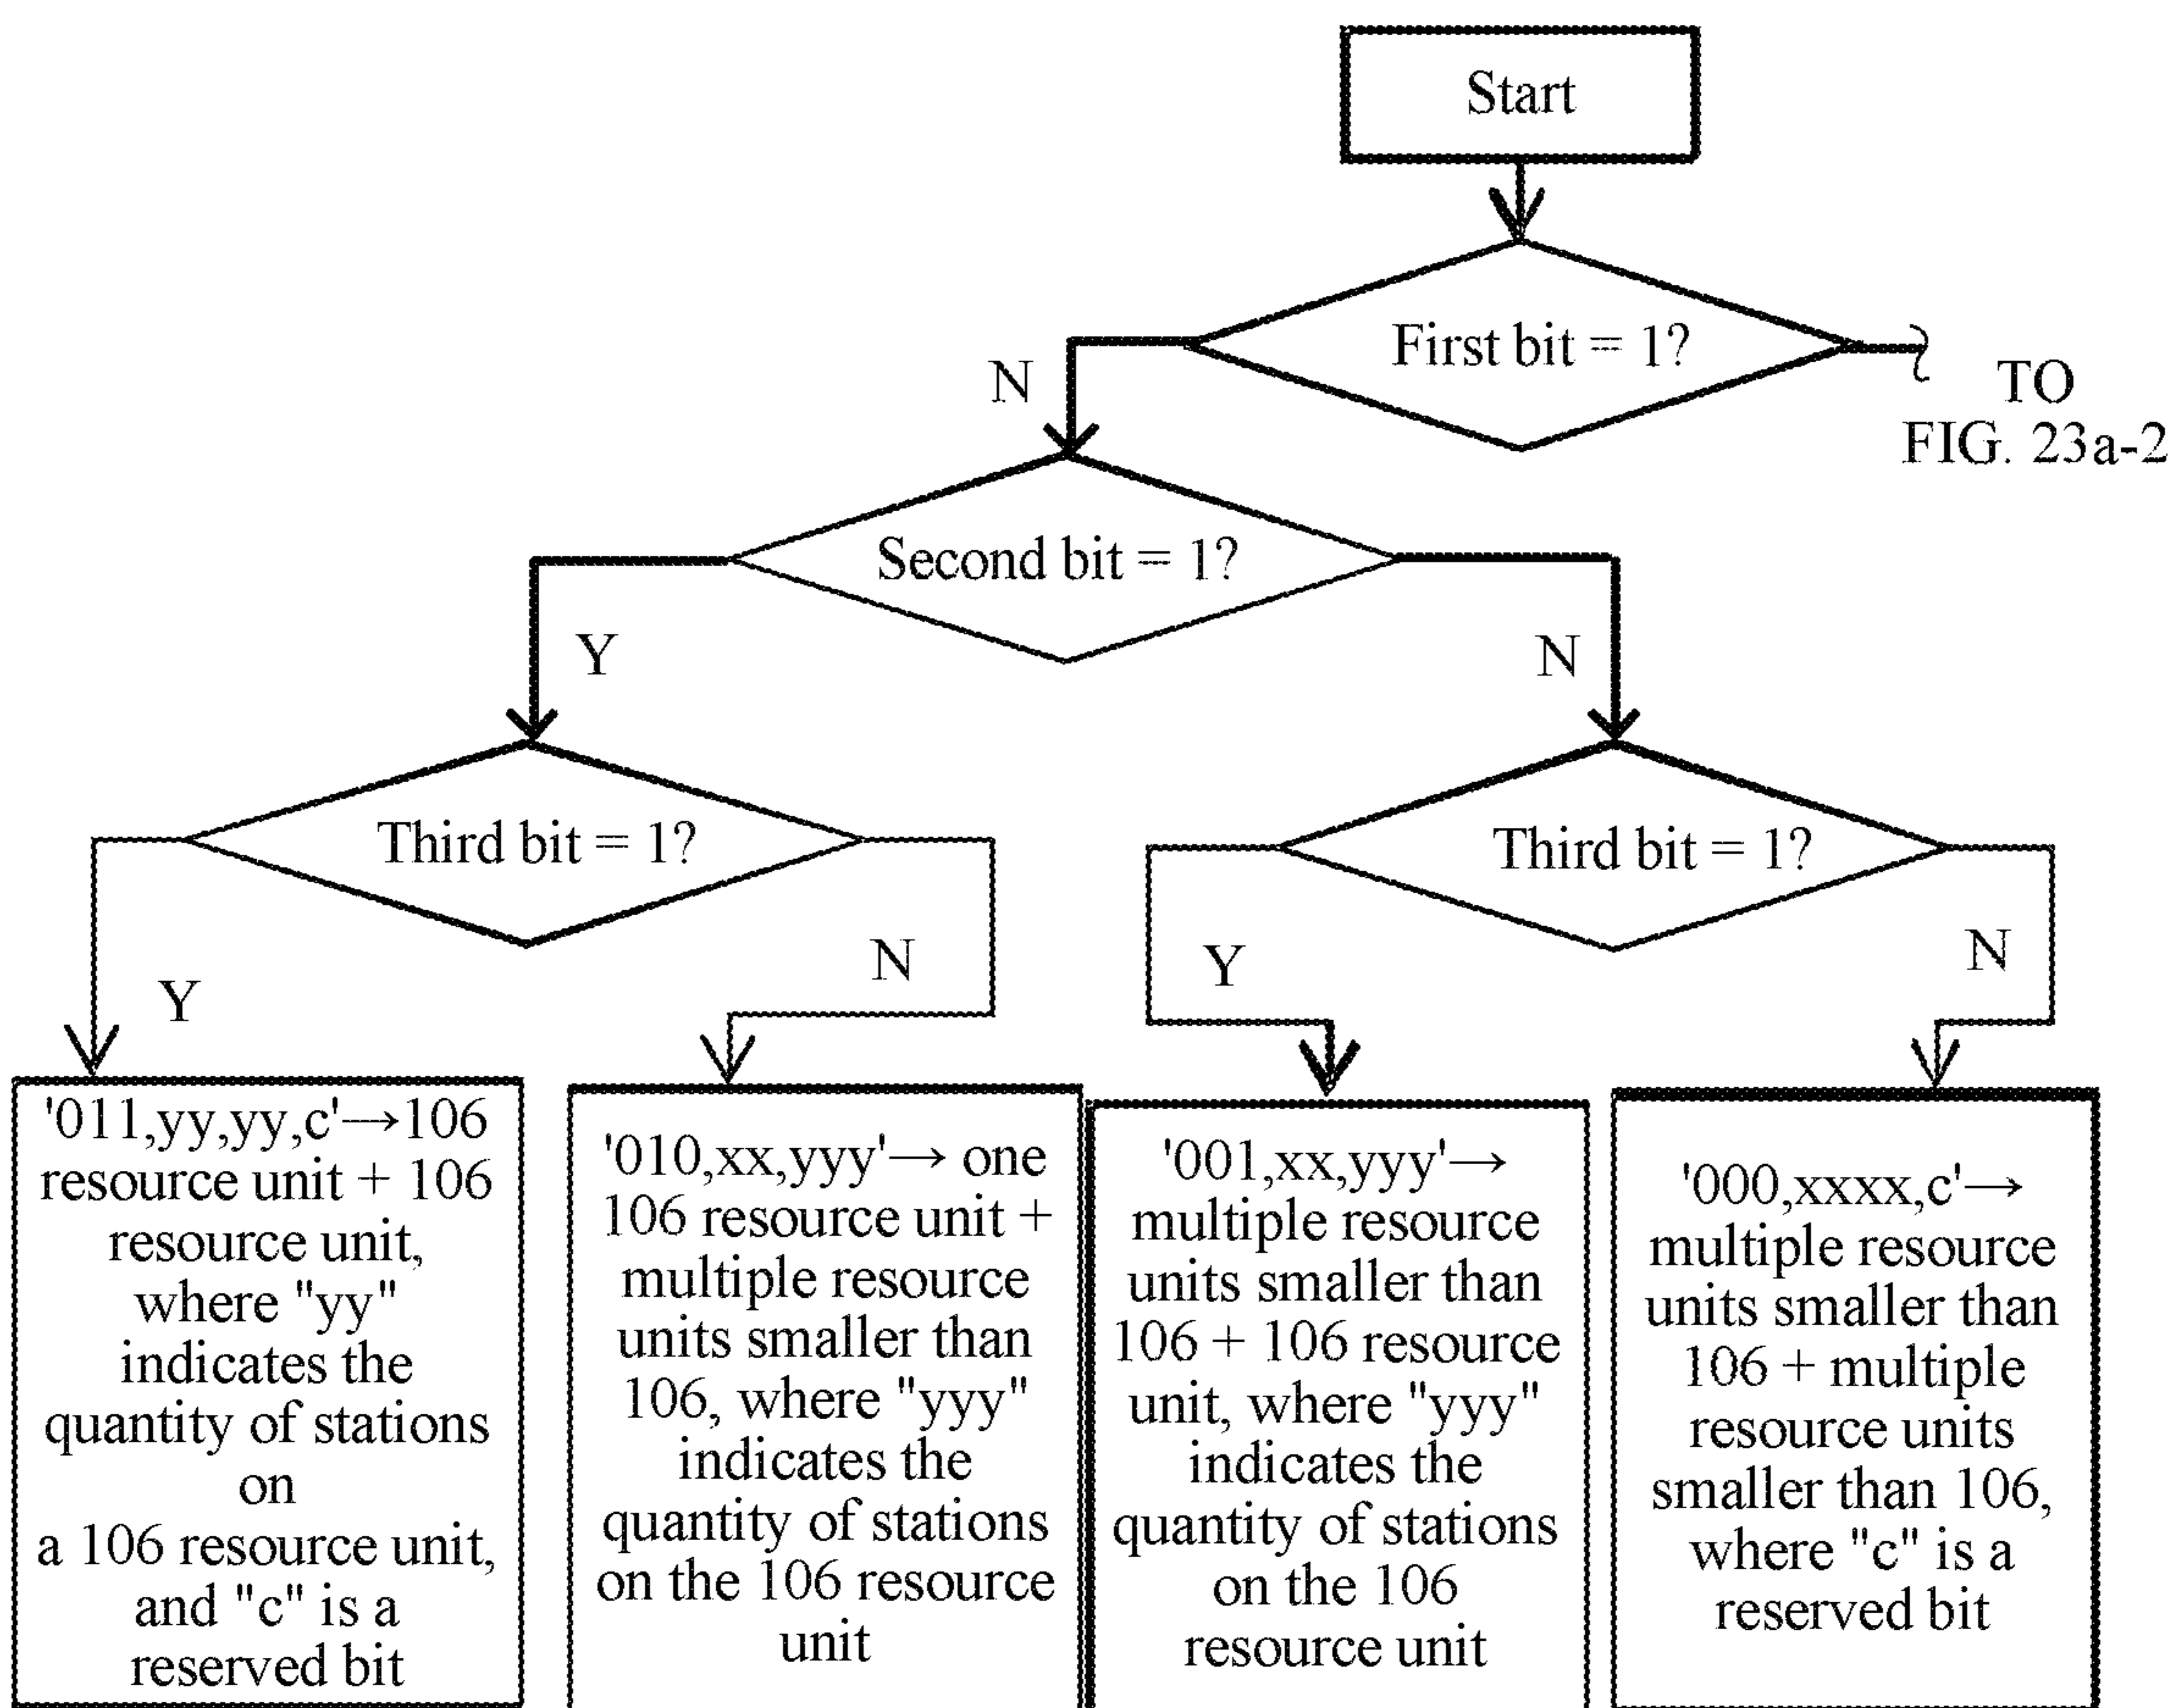 Start
First bit = 1?
N
TO
FIG. 23a-2
Second bit = 1?
Y
N
Third bit = 1?
Third bit = 1?
Y
N
Y
N
'011,yy,yy,c'→106
resource unit + 106
resource unit,
where "yy"
indicates the
quantity of stations
on
a 106 resource unit,
and "c" is a
reserved bit
'010,xx,yyy'→ one
106 resource unit +
multiple resource
units smaller than
106, where "yyy"
indicates the
quantity of stations
on the 106 resource
unit
'001,xx,yyy'→
multiple resource
units smaller than
106 + 106 resource
unit, where "yyy"
indicates the
quantity of stations
on the 106
resource unit
'000,xxxx,c'→
multiple resource
units smaller than
106 + multiple
resource units
smaller than 106,
where "c" is a
reserved bit